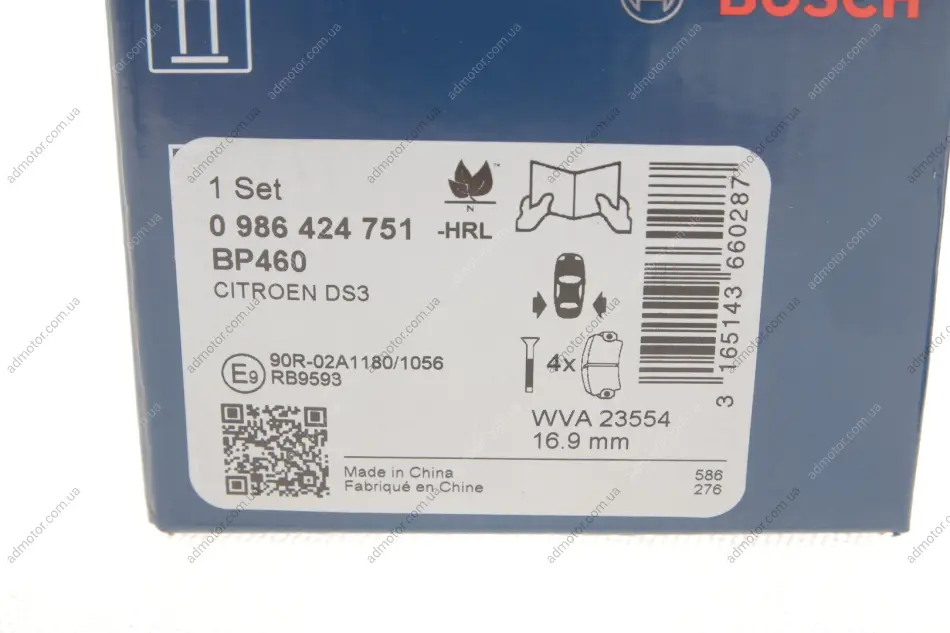 BOSCH
1 Set
0 986 424 751 -HRL
BP460
CITROEN DS3
N
E9
90R-02A1180/1056
RB9593
4x
WVA 23554
16.9 mm
3 165143 660287
Made in China
Fabriqué en Chine
586
276
admotor.com.ua